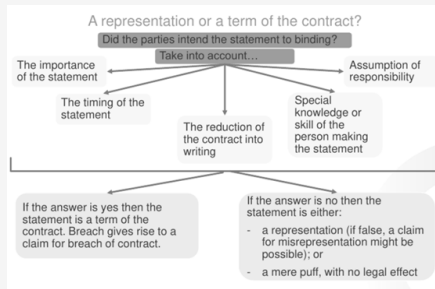 A representation or a term of the contract?
Did the parties intend the statement to binding?
Take into account…
The importance
of the statement
The timing of the
statement
The reduction of
the contract into
writing
Special
knowledge or
skill of the
person making
the statement
Assumption of
responsibility
If the answer is yes then the
statement is a term of the
contract. Breach gives rise to a
claim for breach of contract.
If the answer is no then the
statement is either:
- a representation (if false, a claim
for misrepresentation might be
possible); or
- a mere puff, with no legal effect